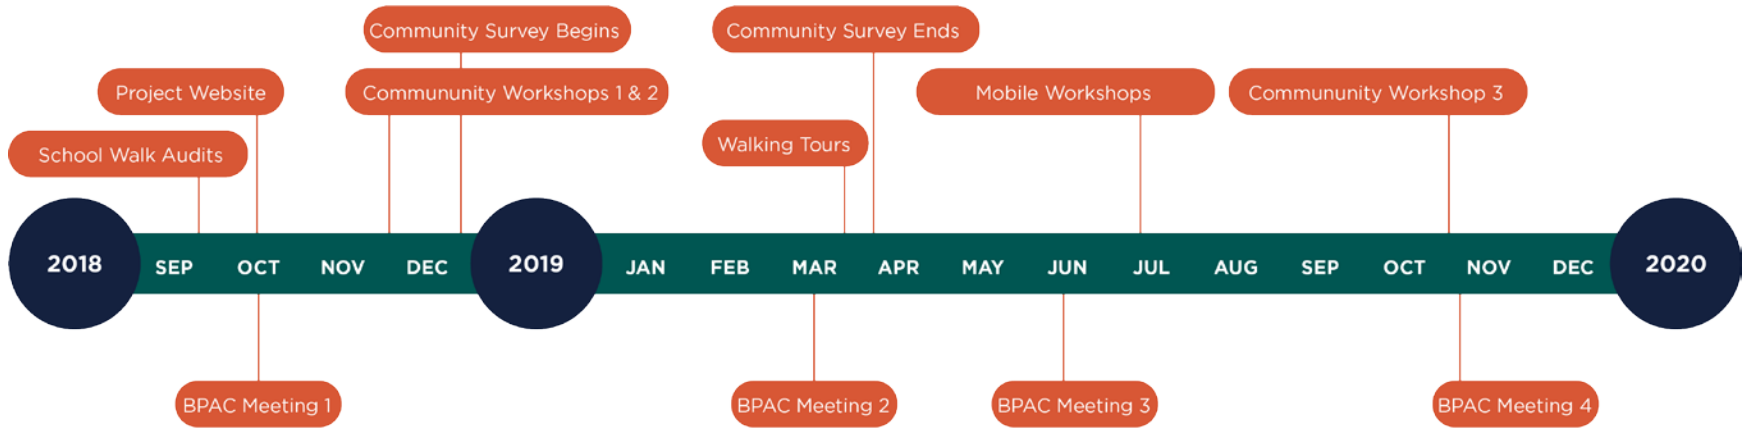 Community Survey Begins
Community Survey Ends
Project Website
Commununity Workshops 1 & 2
Mobile Workshops
Commununity Workshop 3
School Walk Audits
Walking Tours
2018 SEP OCT NOV DEC 2019 JAN FEB MAR APR MAY JUN JUL AUG SEP OCT NOV DEC 2020
BPAC Meeting 1
BPAC Meeting 2
BPAC Meeting 3
BPAC Meeting 4